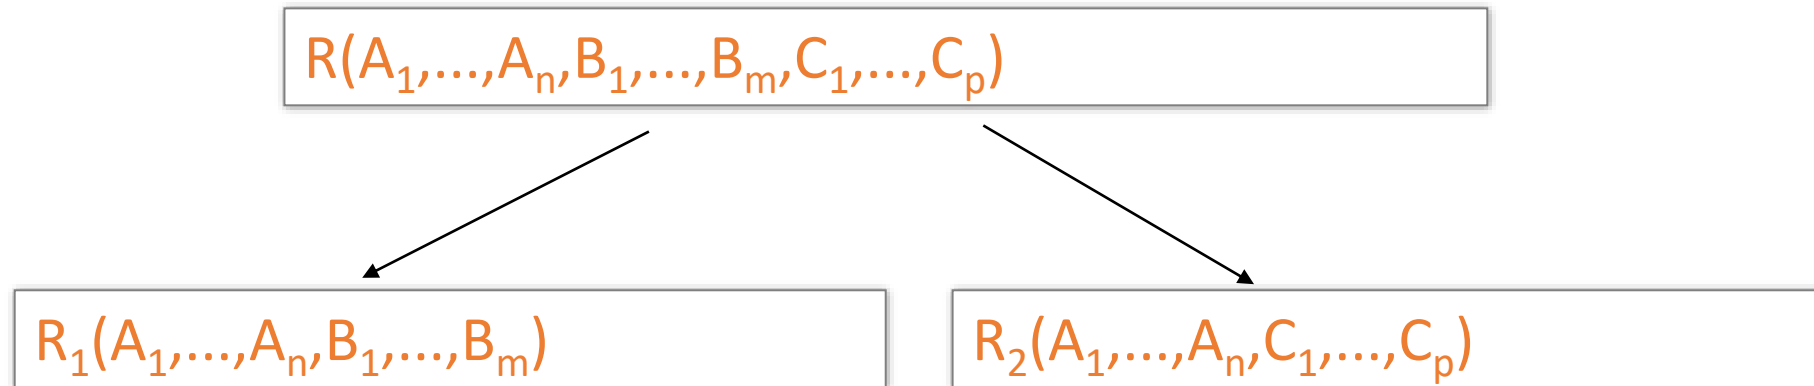 R(A₁,...,Aₙ,B₁,...,Bₘ,C₁,...,Cₚ)
R₁(A₁,...,Aₙ,B₁,...,Bₘ)
R₂(A₁,...,Aₙ,C₁,...,Cₚ)